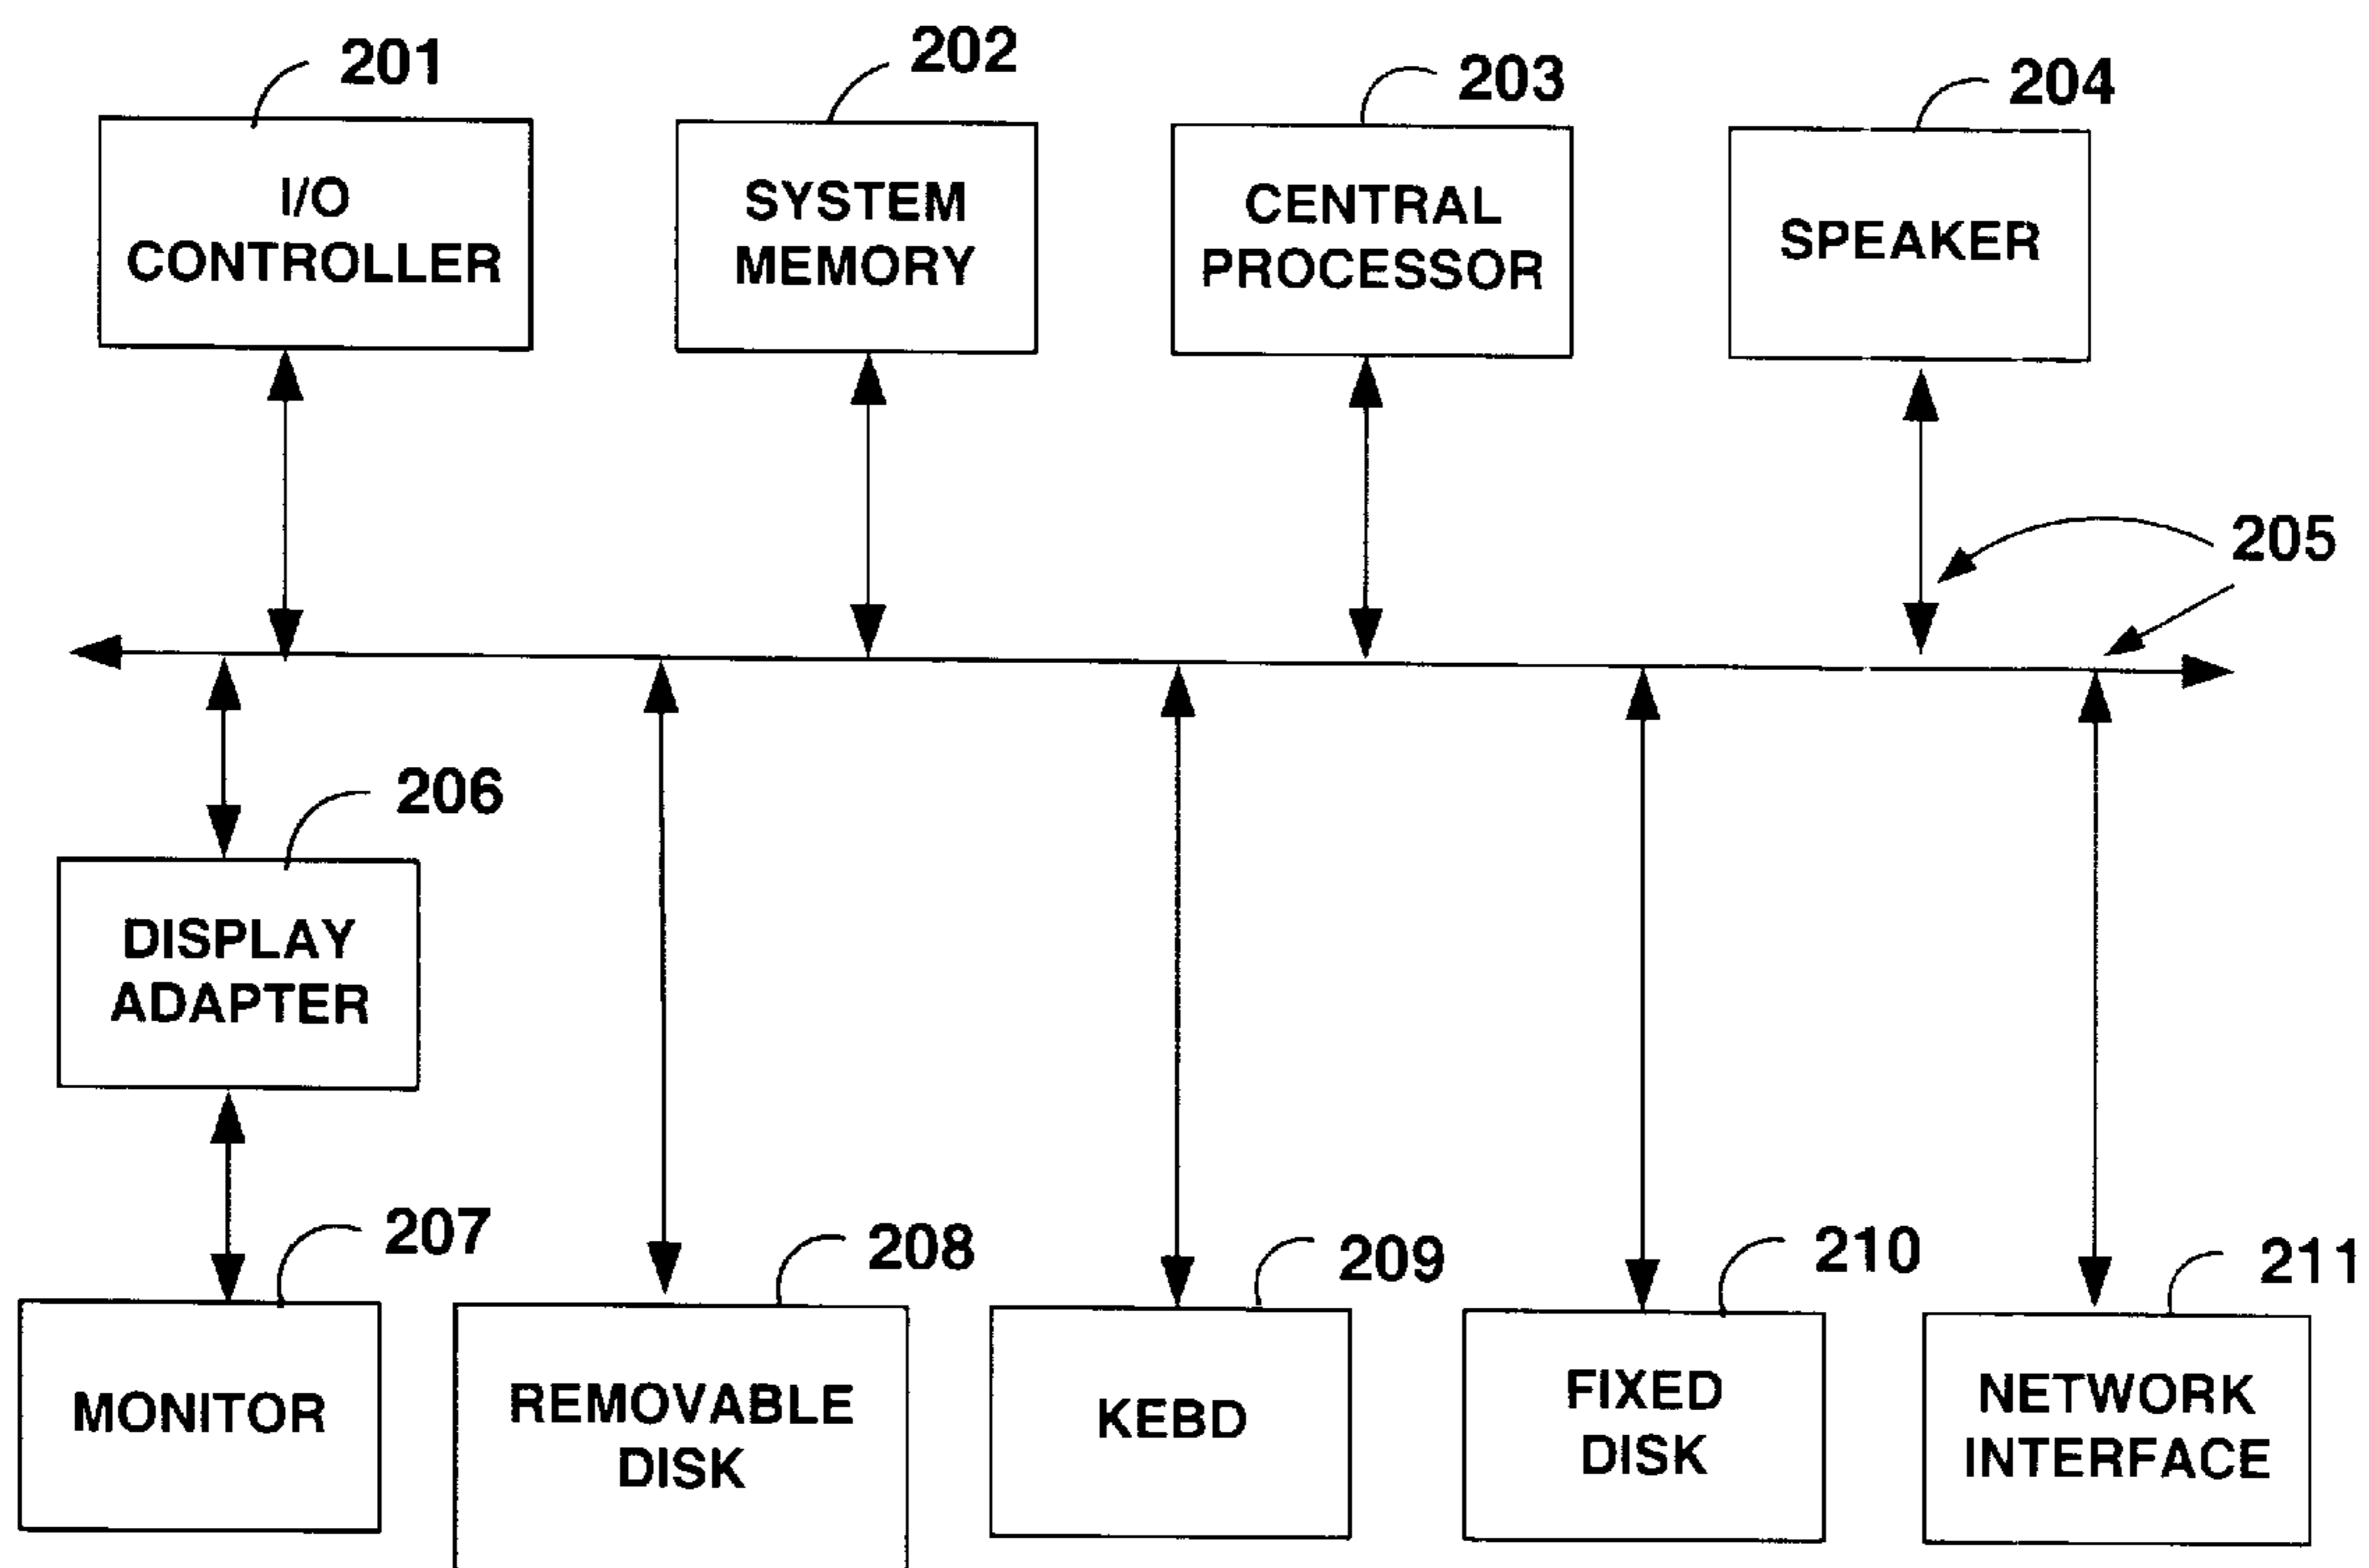 201
202
203
204
I/O
CONTROLLER
SYSTEM
MEMORY
CENTRAL
PROCESSOR
SPEAKER
205
206
DISPLAY
ADAPTER
207
208
209
210
211
MONITOR
REMOVABLE
DISK
KEBD
FIXED
DISK
NETWORK
INTERFACE